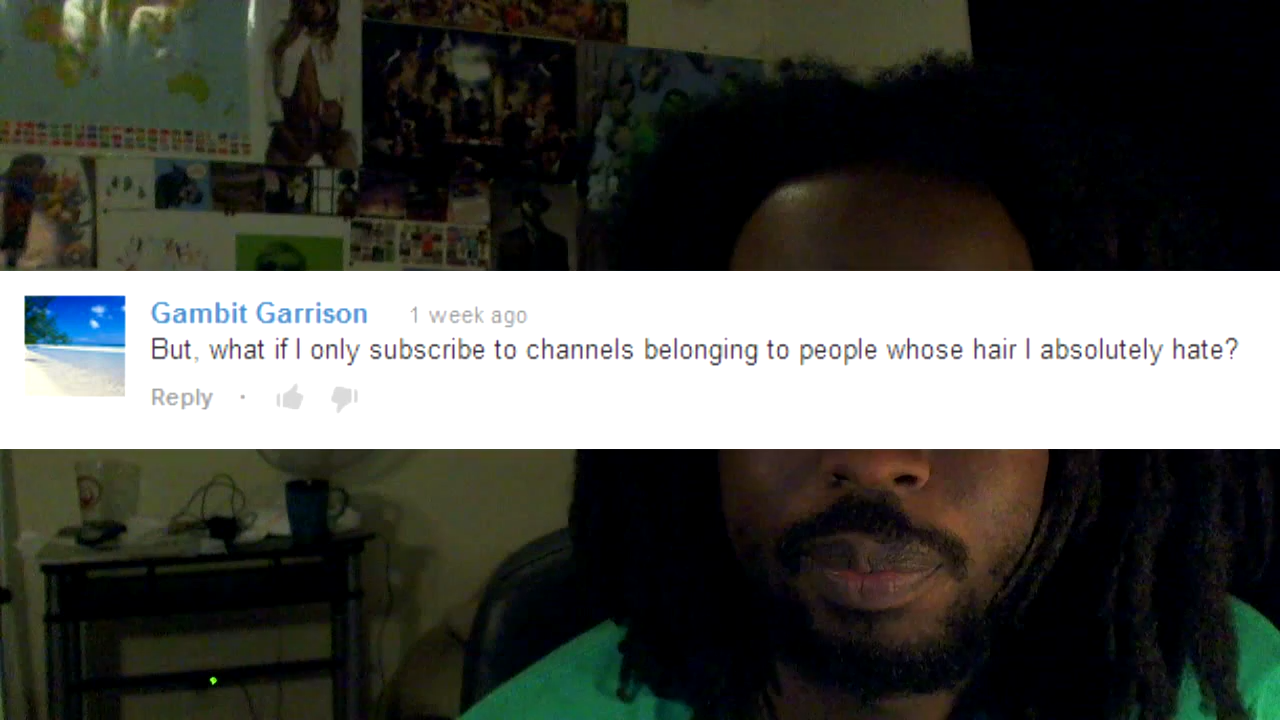 Gambit Garrison 1 week ago
But, what if I only subscribe to channels belonging to people whose hair I absolutely hate?
Reply ·